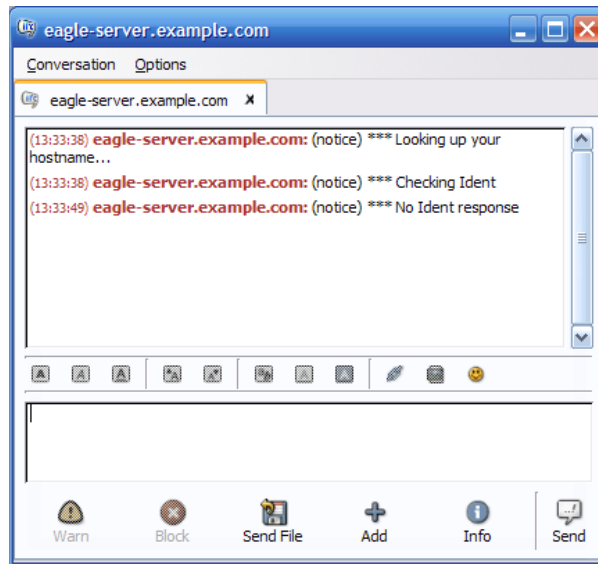 eagle-server.example.com
Conversation Options
eagle-server.example.com
(13:33:38) eagle-server.example.com: (notice) *** Looking up your
hostname...
(13:33:38) eagle-server.example.com: (notice) *** Checking Ident
(13:33:49) eagle-server.example.com: (notice) *** No Ident response
Warn Block Send File Add Info Send